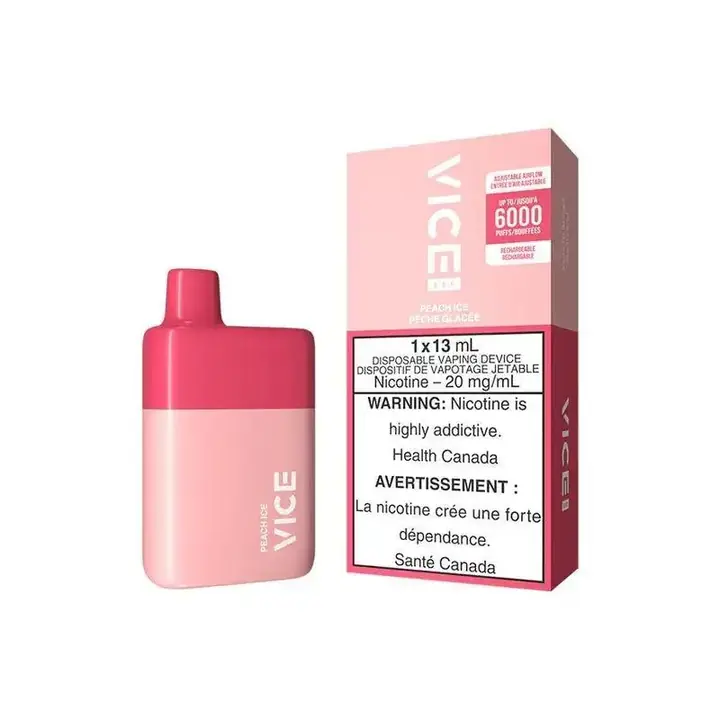 PEACH ICE
VICE
VICE!
BOX
PEACH ICE
PÊCHE GLACÉE
ADJUSTABLE AIRFLOW
ENTRÉE D'AIR AJUSTABLE
UP TO/JUSQU'À
6000
PUFFS/BOUFFÉES
RECHARGEABLE
RECHARGEABLE
1 x 13 mL
DISPOSABLE VAPING DEVICE
DISPOSITIF DE VAPOTAGE JETABLE
Nicotine – 20 mg/mL
WARNING: Nicotine is
highly addictive.
Health Canada
AVERTISSEMENT :
La nicotine crée une forte
dépendance.
Santé Canada
VICE!